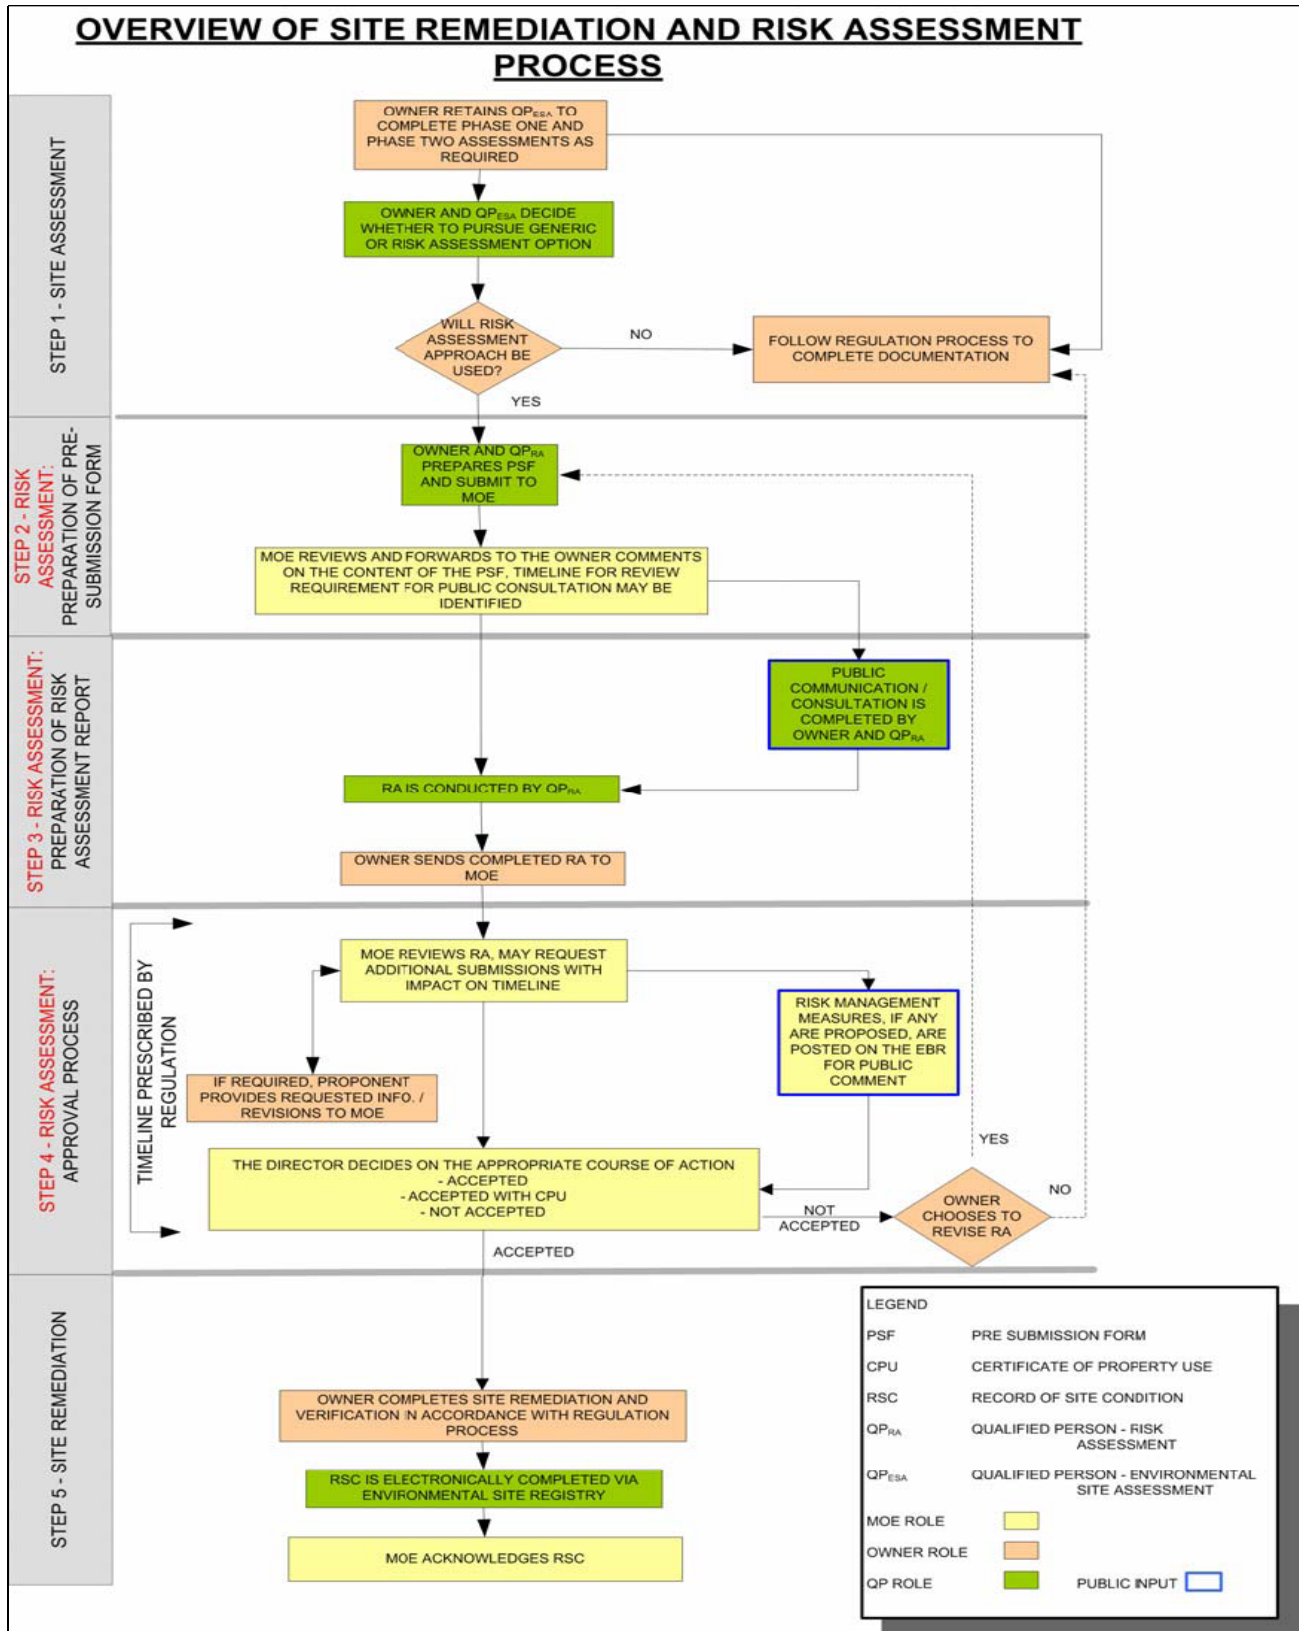 OVERVIEW OF SITE REMEDIATION AND RISK ASSESSMENT
PROCESS
STEP 1 - SITE ASSESSMENT
OWNER RETAINS QPESA TO
COMPLETE PHASE ONE AND
PHASE TWO ASSESSMENTS AS
REQUIRED
OWNER AND QPESA DECIDE
WHETHER TO PURSUE GENERIC
OR RISK ASSESSMENT OPTION
WILL RISK
ASSESSMENT
APPROACH BE
USED?
NO
FOLLOW REGULATION PROCESS TO
COMPLETE DOCUMENTATION
YES
STEP 2 - RISK
ASSESSMENT:
PREPARATION OF PRE-
SUBMISSION FORM
OWNER AND QPRA
PREPARES PSF
AND SUBMIT TO
MOE
MOE REVIEWS AND FORWARDS TO THE OWNER COMMENTS
ON THE CONTENT OF THE PSF, TIMELINE FOR REVIEW
REQUIREMENT FOR PUBLIC CONSULTATION MAY BE
IDENTIFIED
STEP 3 - RISK ASSESSMENT:
PREPARATION OF RISK
ASSESSMENT REPORT
PUBLIC
COMMUNICATION /
CONSULTATION IS
COMPLETED BY
OWNER AND QPRA
RA IS CONDUCTED BY QPRA
OWNER SENDS COMPLETED RA TO
MOE
STEP 4 - RISK ASSESSMENT:
APPROVAL PROCESS
TIMELINE PRESCRIBED BY
REGULATION
MOE REVIEWS RA, MAY REQUEST
ADDITIONAL SUBMISSIONS WITH
IMPACT ON TIMELINE
RISK MANAGEMENT
MEASURES, IF ANY
ARE PROPOSED, ARE
POSTED ON THE EBR
FOR PUBLIC
COMMENT
IF REQUIRED, PROPONENT
PROVIDES REQUESTED INFO. /
REVISIONS TO MOE
THE DIRECTOR DECIDES ON THE APPROPRIATE COURSE OF ACTION
- ACCEPTED
- ACCEPTED WITH CPU
- NOT ACCEPTED
NOT
ACCEPTED
YES
OWNER
CHOOSES TO
REVISE RA
NO
ACCEPTED
STEP 5 - SITE REMEDIATION
OWNER COMPLETES SITE REMEDIATION AND
VERIFICATION IN ACCORDANCE WITH REGULATION
PROCESS
RSC IS ELECTRONICALLY COMPLETED VIA
ENVIRONMENTAL SITE REGISTRY
MOE ACKNOWLEDGES RSC
LEGEND
PSF PRE SUBMISSION FORM
CPU CERTIFICATE OF PROPERTY USE
RSC RECORD OF SITE CONDITION
QPRA QUALIFIED PERSON - RISK
ASSESSMENT
QPESA QUALIFIED PERSON - ENVIRONMENTAL
SITE ASSESSMENT
MOE ROLE
OWNER ROLE
QP ROLE PUBLIC INPUT